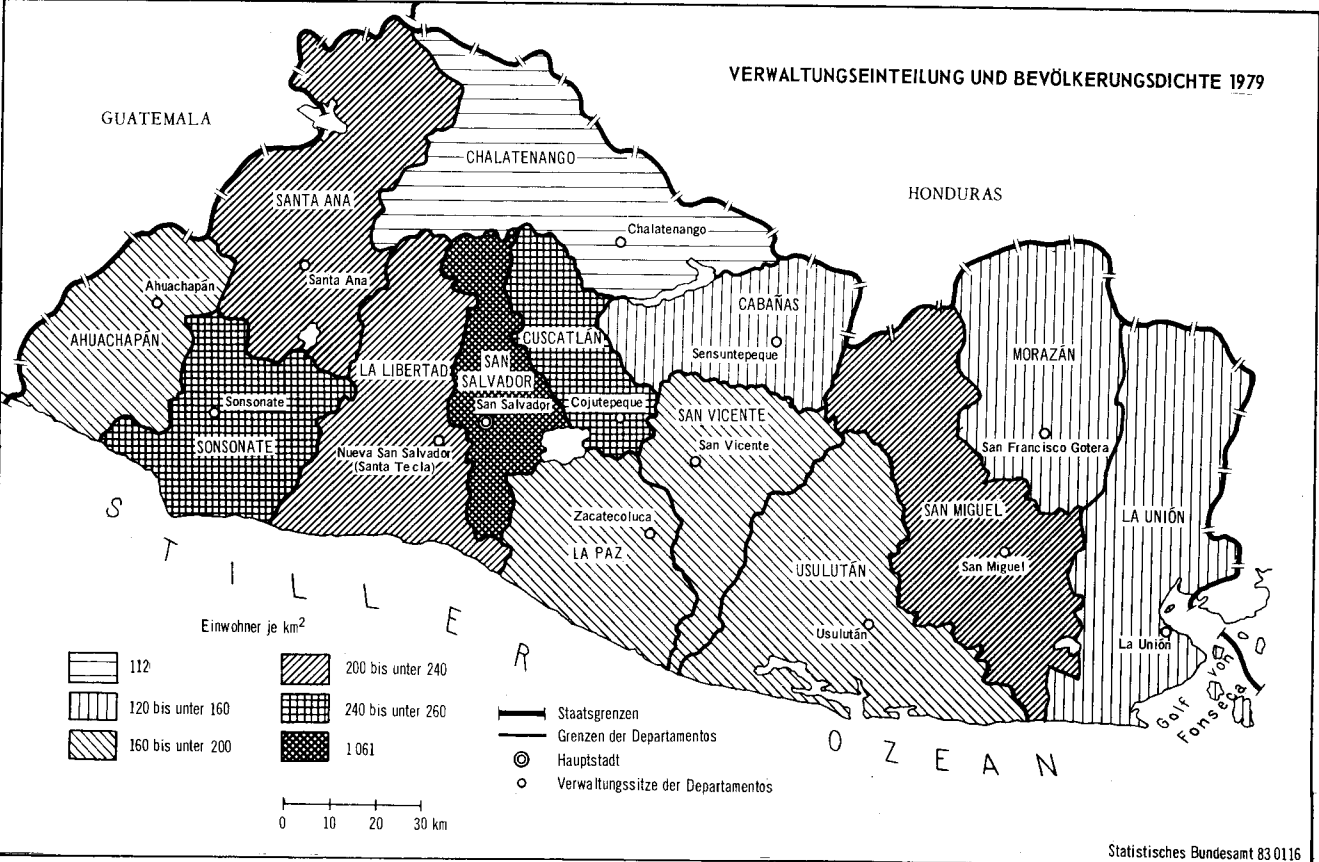 VERWALTUNGSEINTEILUNG UND BEVÖLKERUNGSDICHTE 1979
GUATEMALA
HONDURAS
CHALATENANGO
Chalatenango
SANTA ANA
Santa Ana
Ahuachapán
AHUACHAPÁN
CABAÑAS
Sensuntepeque
CUSCATLÁN
Cojutepeque
LA LIBERTAD
Nueva San Salvador
(Santa Tecla)
SAN
SALVADOR
San Salvador
MORAZÁN
San Francisco Gotera
Sonsonate
SONSONATE
SAN VICENTE
San Vicente
Zacatecoluca
LA PAZ
USULUTÁN
Usulután
SAN MIGUEL
San Miguel
LA UNIÓN
La Unión
Golf von
Fonseca
STILLER
OZEAN
Einwohner je km²
112
120 bis unter 160
160 bis unter 200
200 bis unter 240
240 bis unter 260
1 061
Staatsgrenzen
Grenzen der Departamentos
Hauptstadt
Verwaltungssitze der Departamentos
0 10 20 30 km
Statistisches Bundesamt 83 0116